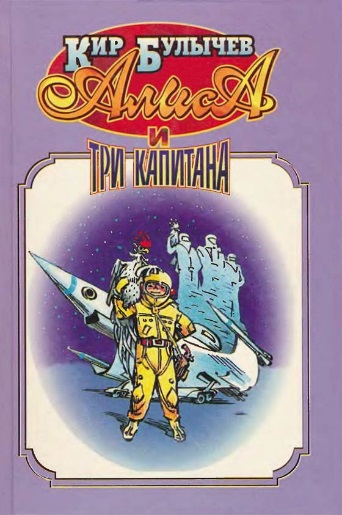 Кир Булычев
Алиса
и
три капитана